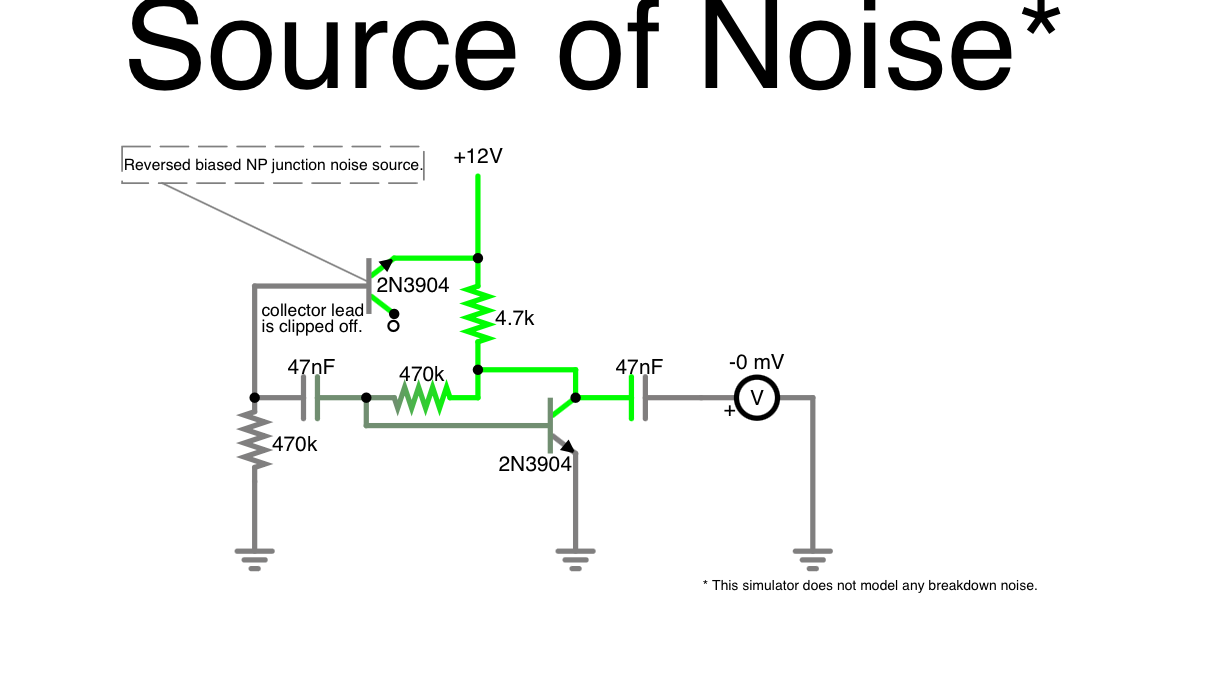 Source of Noise*
Reversed biased NP junction noise source.
+12V
2N3904
collector lead
is clipped off.
4.7k
47nF
470k
47nF
-0 mV
V
+
470k
2N3904
* This simulator does not model any breakdown noise.